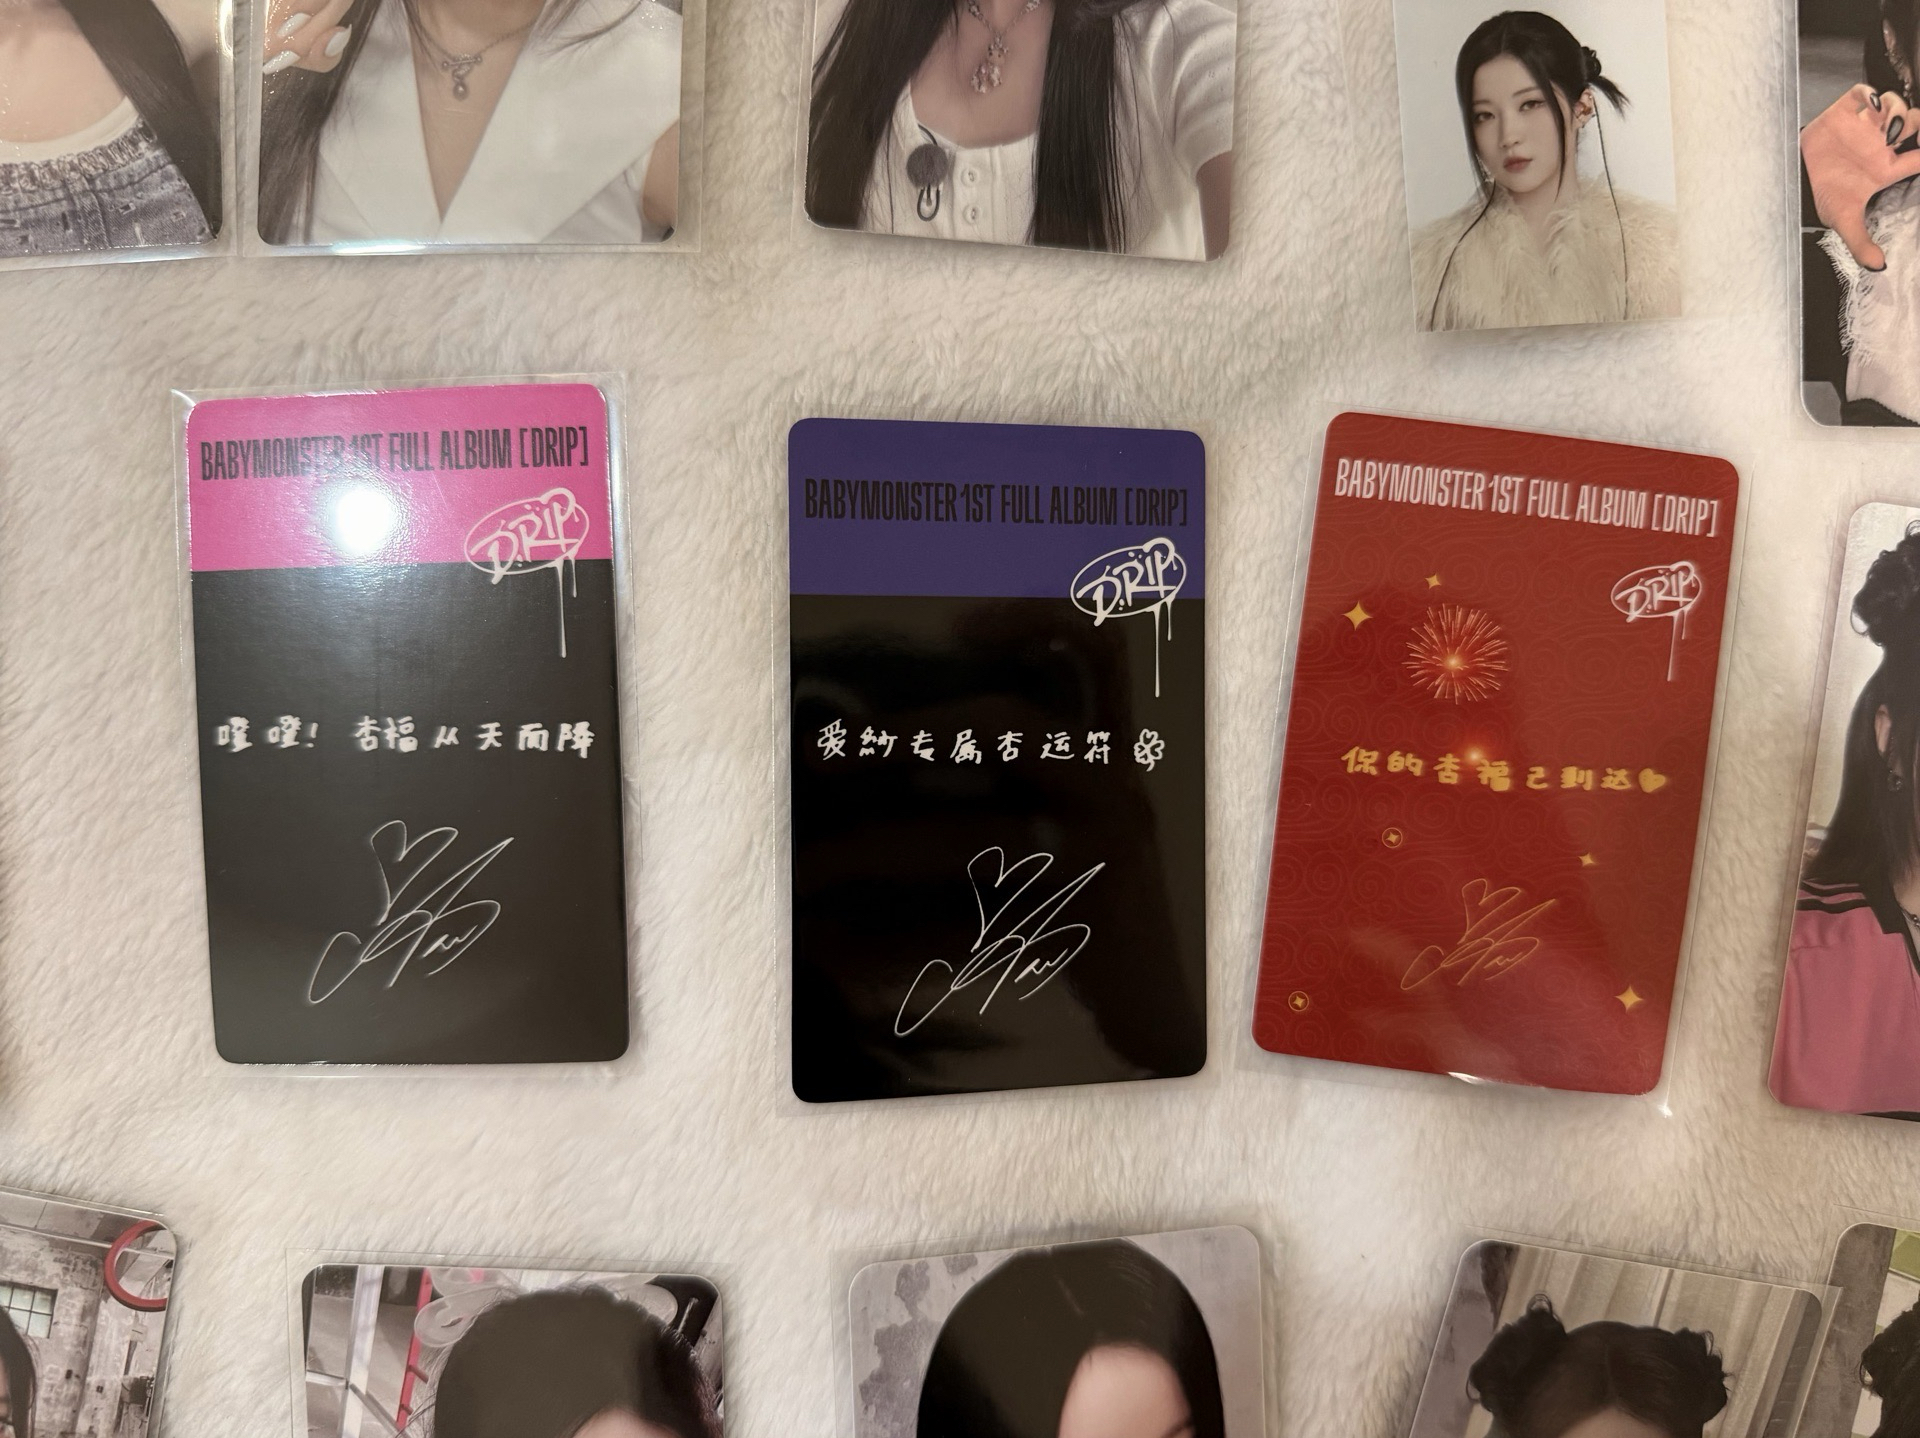 BABYMONSTER 1ST FULL ALBUM [DRIP]
DRIP
噔噔! 杏福从天而降
BABYMONSTER 1ST FULL ALBUM [DRIP]
DRIP
爱紗专属杏运符
BABYMONSTER 1ST FULL ALBUM [DRIP]
DRIP
你的杏福已到达